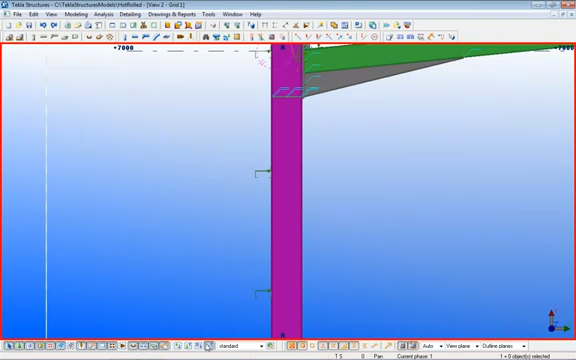 Tekla Structures - C:\TeklaStructuresModels\HotRolled - [View 2 - Grid 1]
File Edit View Modeling Analysis Detailing Drawings & Reports Tools Window Help
+7000
standard
Auto View plane Outline planes
T S 0 Pan Current phase: 1 1 + 0 object(s) selected